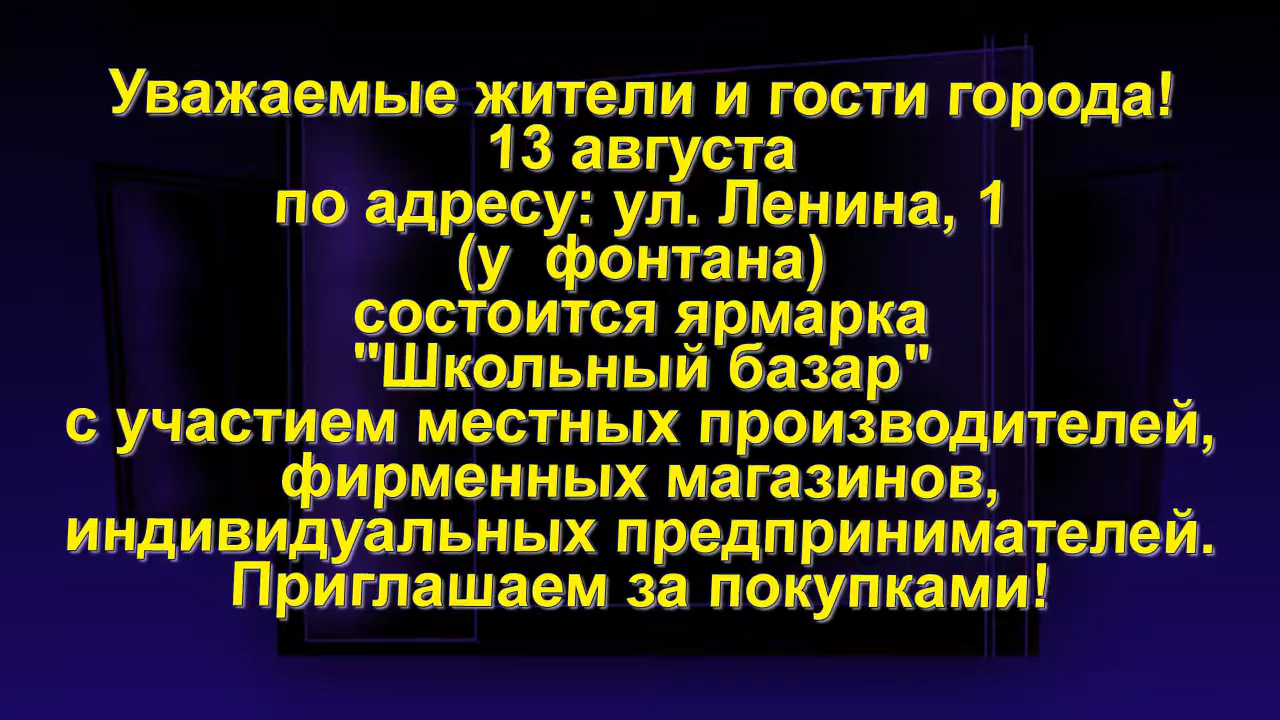 Уважаемые жители и гости города!
13 августа
по адресу: ул. Ленина, 1
(у  фонтана)
состоится ярмарка
"Школьный базар"
с участием местных производителей,
фирменных магазинов,
индивидуальных предпринимателей.
Приглашаем за покупками!